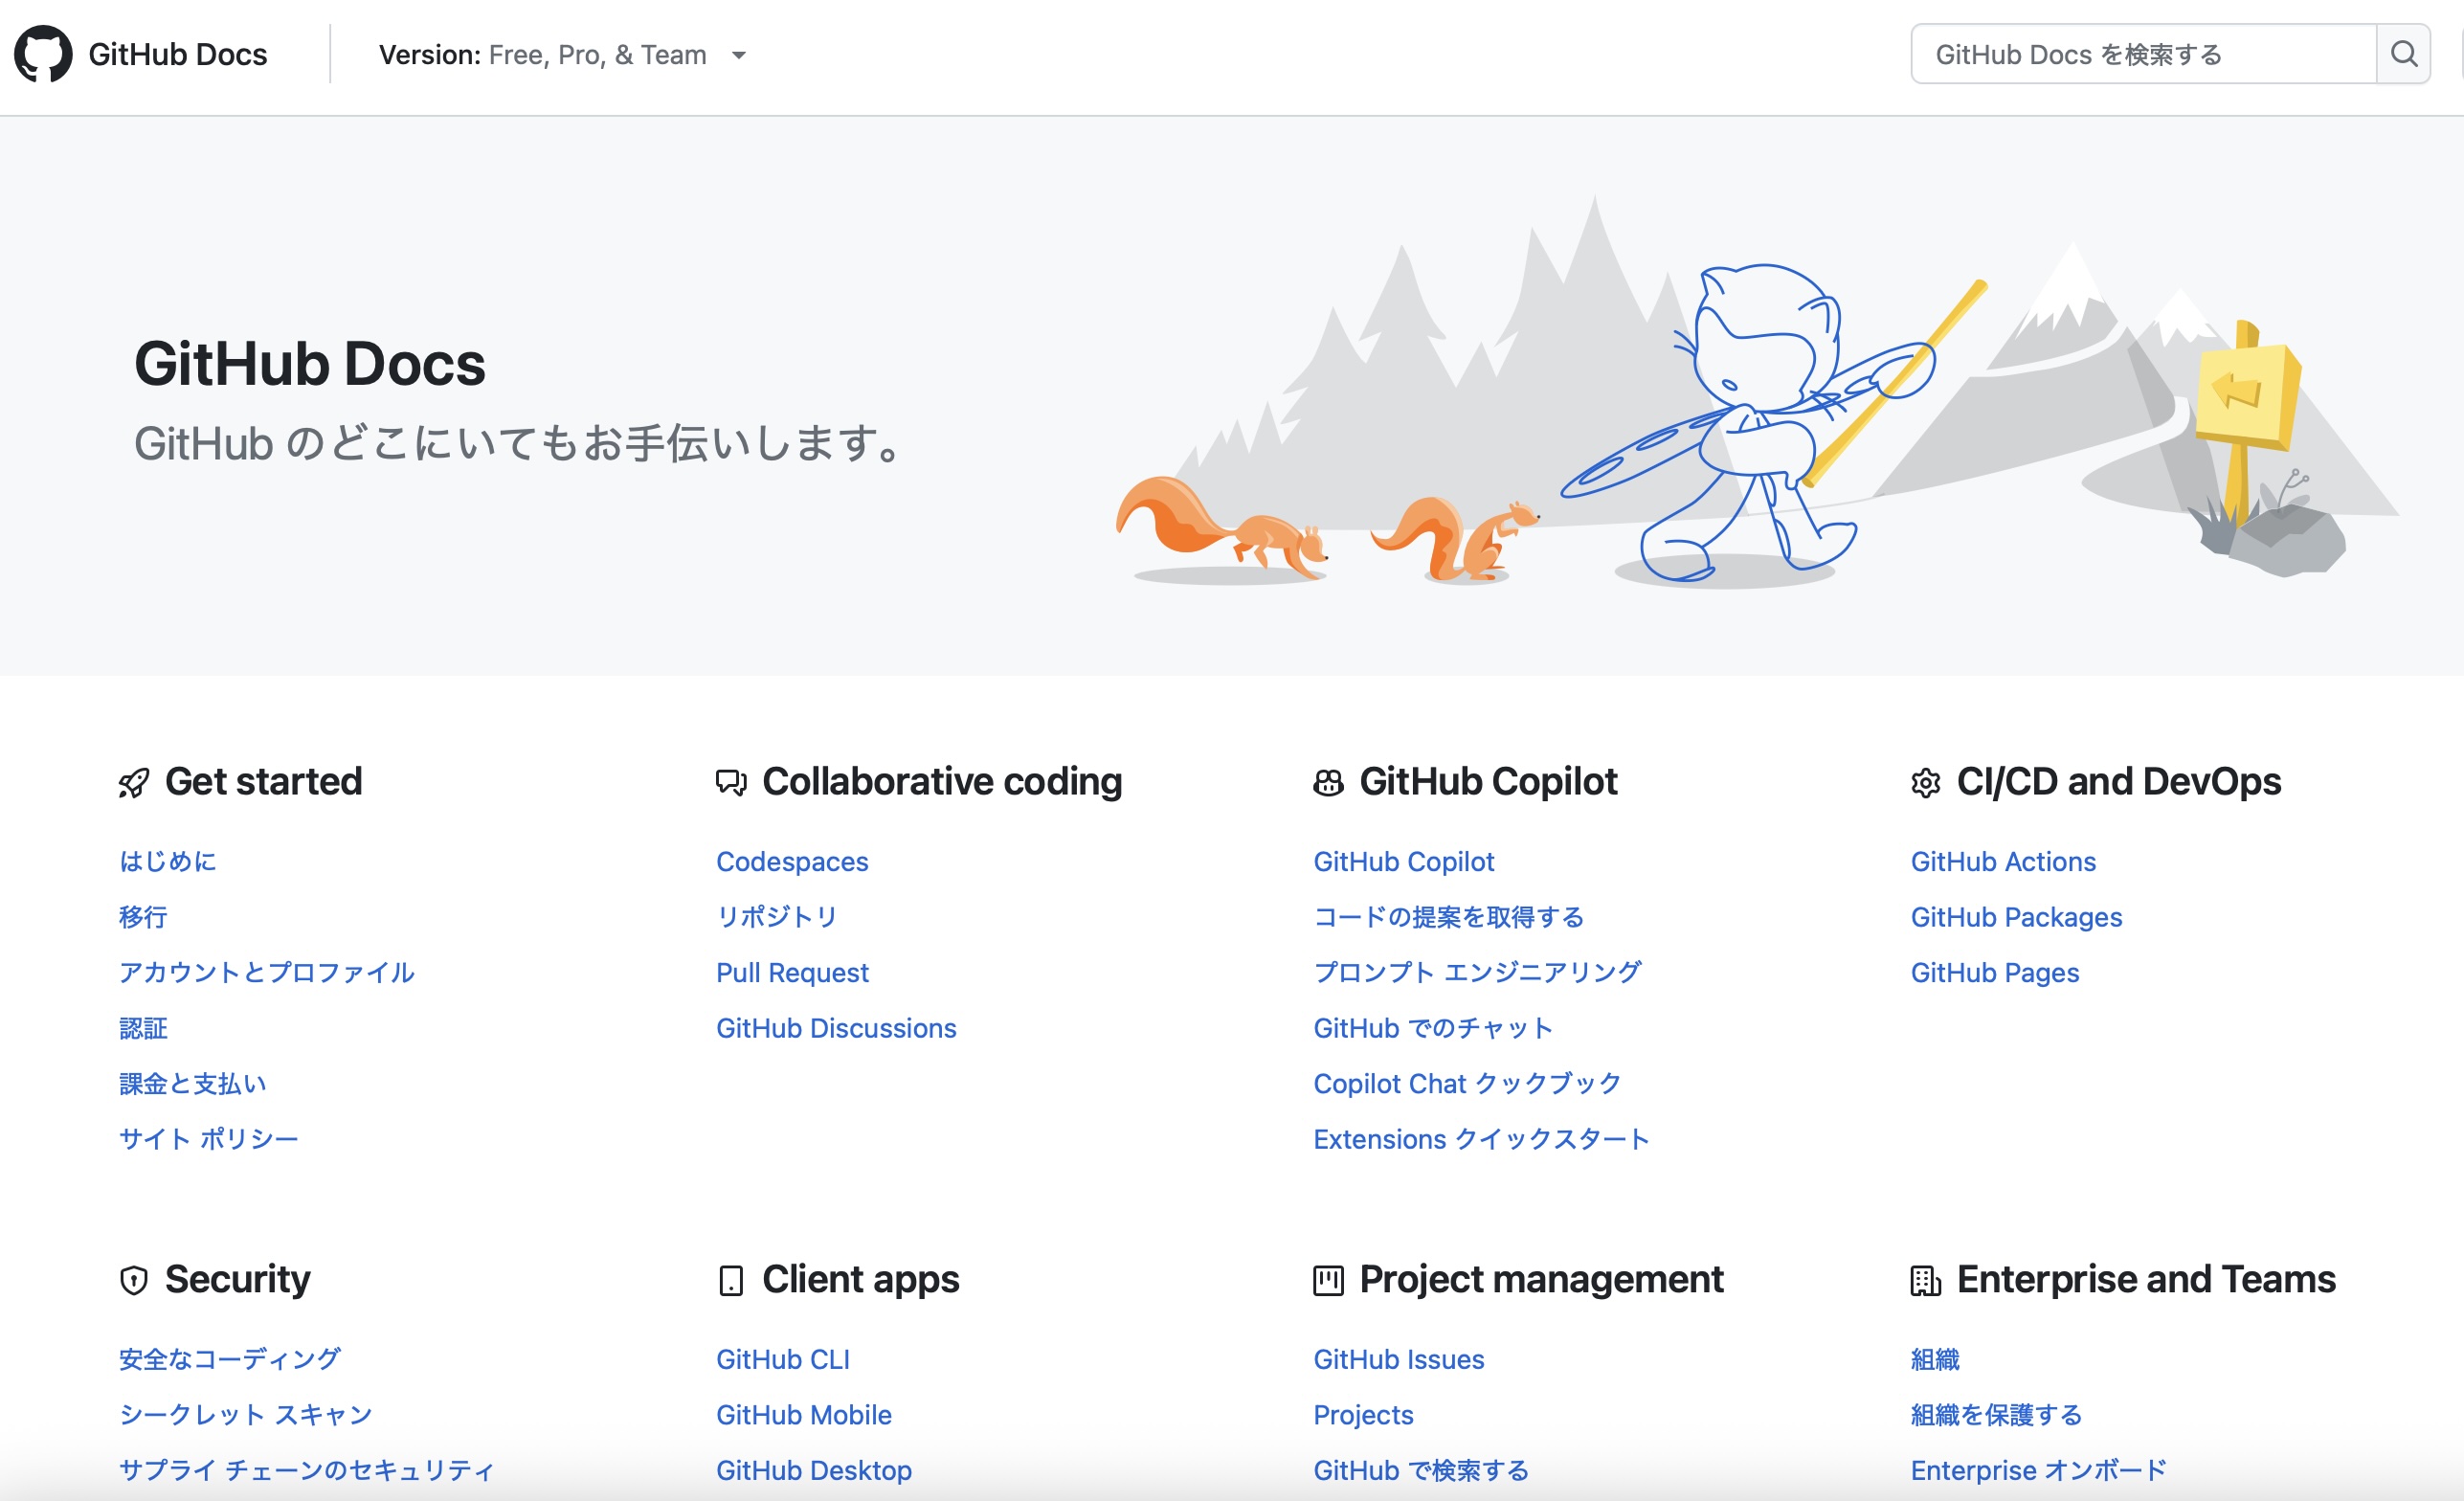 GitHub Docs
Version: Free, Pro, & Team
GitHub Docs を検索する
GitHub Docs
GitHub のどこにいてもお手伝いします。
Get started
はじめに
移行
アカウントとプロファイル
認証
課金と支払い
サイト ポリシー
Collaborative coding
Codespaces
リポジトリ
Pull Request
GitHub Discussions
GitHub Copilot
GitHub Copilot
コードの提案を取得する
プロンプト エンジニアリング
GitHub でのチャット
Copilot Chat クックブック
Extensions クイックスタート
CI/CD and DevOps
GitHub Actions
GitHub Packages
GitHub Pages
Security
安全なコーディング
シークレット スキャン
サプライ チェーンのセキュリティ
Client apps
GitHub CLI
GitHub Mobile
GitHub Desktop
Project management
GitHub Issues
Projects
GitHub で検索する
Enterprise and Teams
組織
組織を保護する
Enterprise オンボード